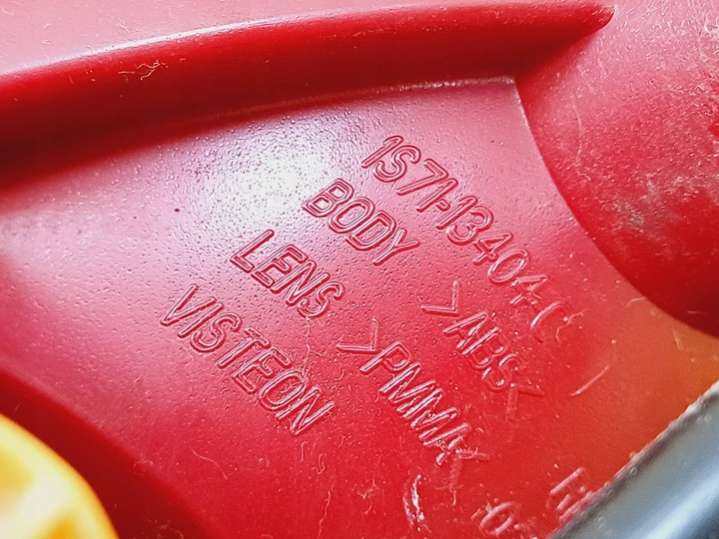 1S71-13404-C
BODY >ABS<
LENS >PMMA<
VISTEON